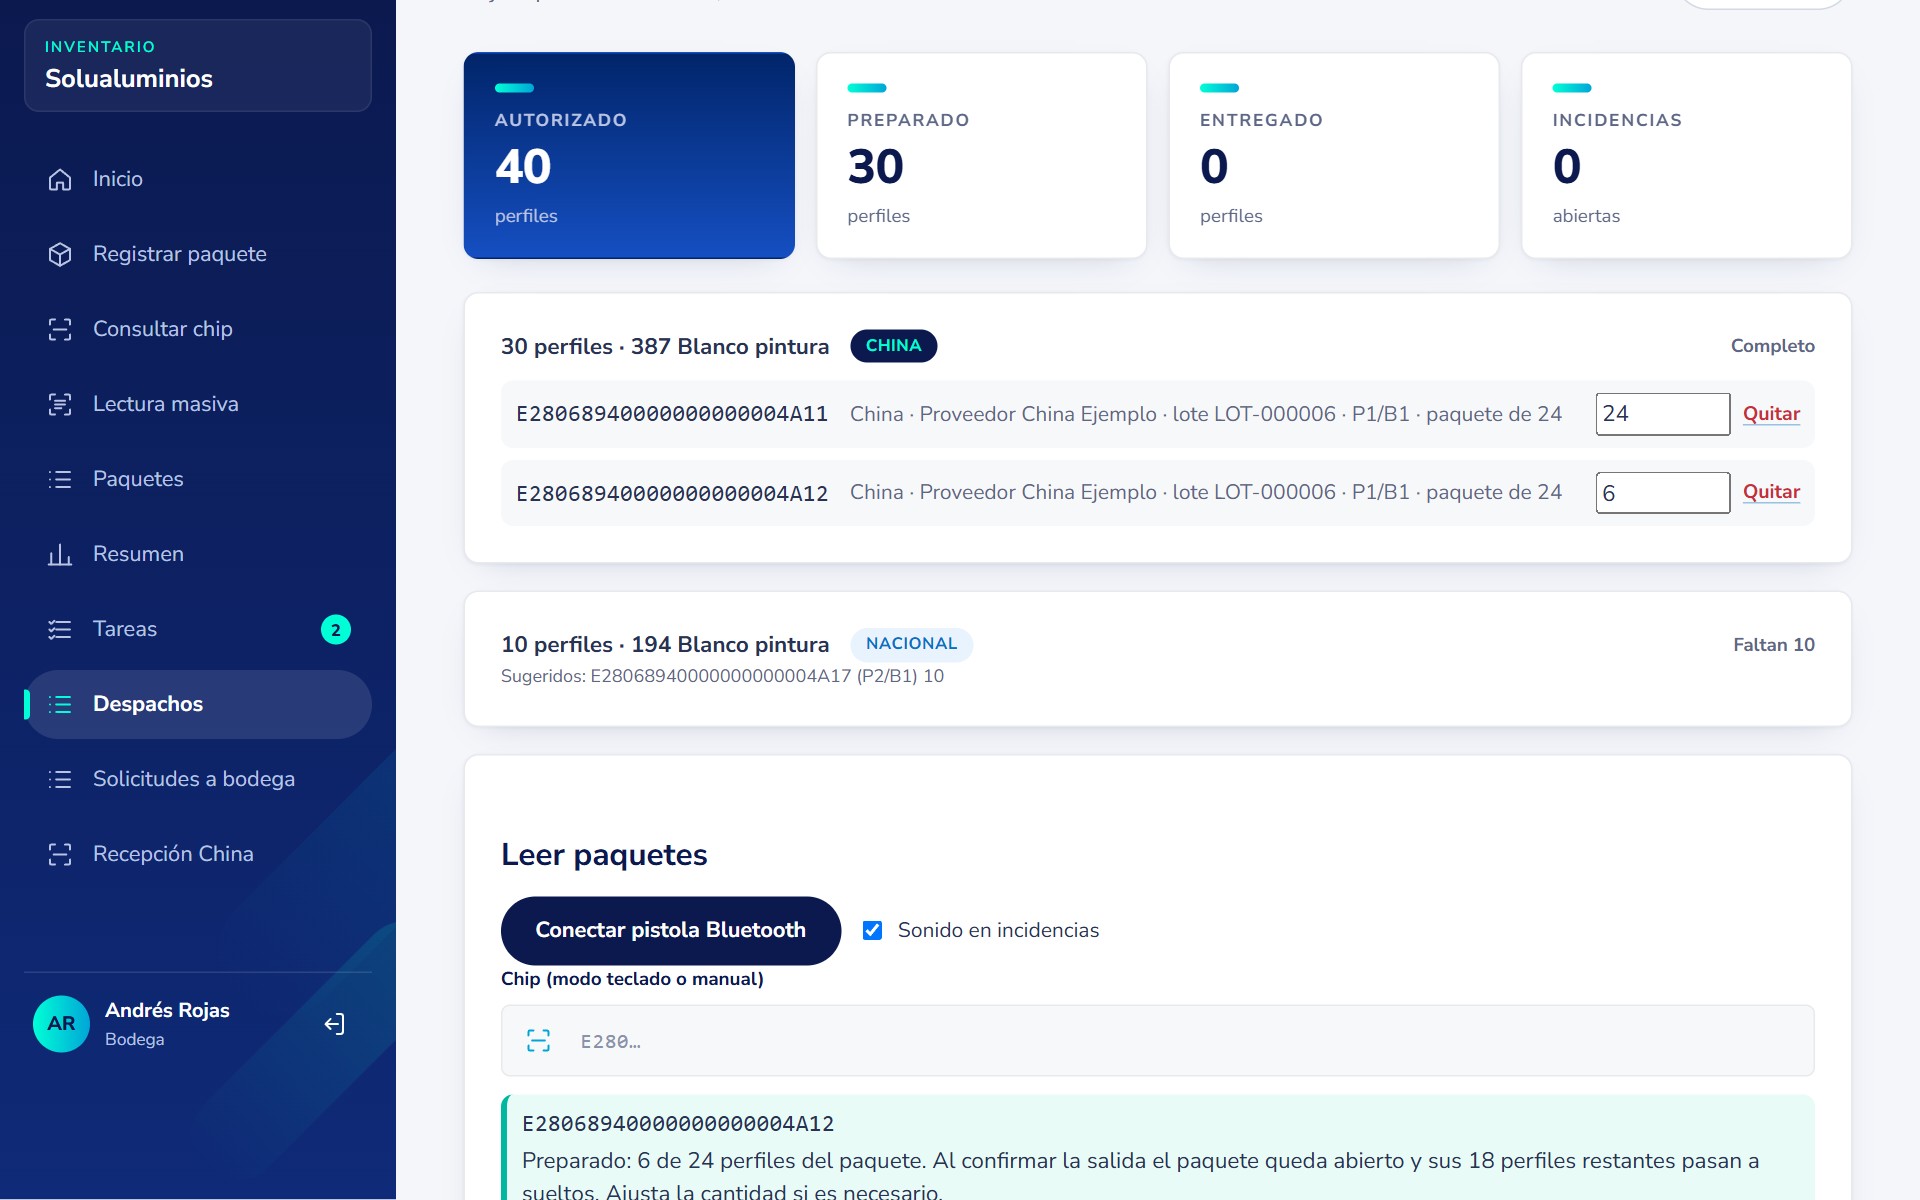 INVENTARIO
Solualuminios
Inicio
Registrar paquete
Consultar chip
Lectura masiva
Paquetes
Resumen
Tareas 2
Despachos
Solicitudes a bodega
Recepción China
AR Andrés Rojas
Bodega
AUTORIZADO
40
perfiles
PREPARADO
30
perfiles
ENTREGADO
0
perfiles
INCIDENCIAS
0
abiertas
30 perfiles · 387 Blanco pintura CHINA Completo
E28068940000000000004A11 China · Proveedor China Ejemplo · lote LOT-000006 · P1/B1 · paquete de 24 24 Quitar
E28068940000000000004A12 China · Proveedor China Ejemplo · lote LOT-000006 · P1/B1 · paquete de 24 6 Quitar
10 perfiles · 194 Blanco pintura NACIONAL Faltan 10
Sugeridos: E28068940000000000004A17 (P2/B1) 10
Leer paquetes
Conectar pistola Bluetooth Sonido en incidencias
Chip (modo teclado o manual)
E280…
E28068940000000000004A12
Preparado: 6 de 24 perfiles del paquete. Al confirmar la salida el paquete queda abierto y sus 18 perfiles restantes pasan a
sueltos. Ajusta la cantidad si es necesario.